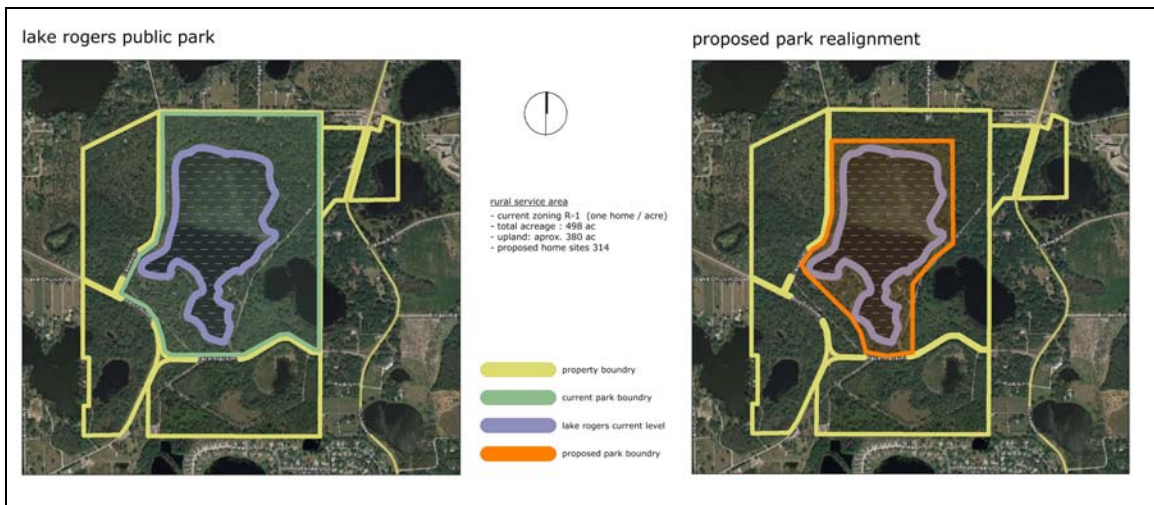 lake rogers public park
proposed park realignment
rural service area
- current zoning R-1 (one home / acre)
- total acreage : 498 ac
- upland: aprox. 380 ac
- proposed home sites 314
property boundry
current park boundry
lake rogers current level
proposed park boundry